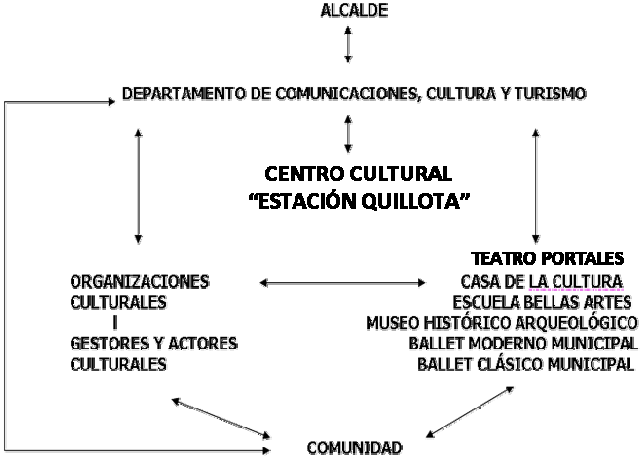 ALCALDE
DEPARTAMENTO DE COMUNICACIONES, CULTURA Y TURISMO
CENTRO CULTURAL
“ESTACIÓN QUILLOTA”
ORGANIZACIONES
CULTURALES
I
GESTORES Y ACTORES
CULTURALES
TEATRO PORTALES
CASA DE LA CULTURA
ESCUELA BELLAS ARTES
MUSEO HISTÓRICO ARQUEOLÓGICO
BALLET MODERNO MUNICIPAL
BALLET CLÁSICO MUNICIPAL
COMUNIDAD